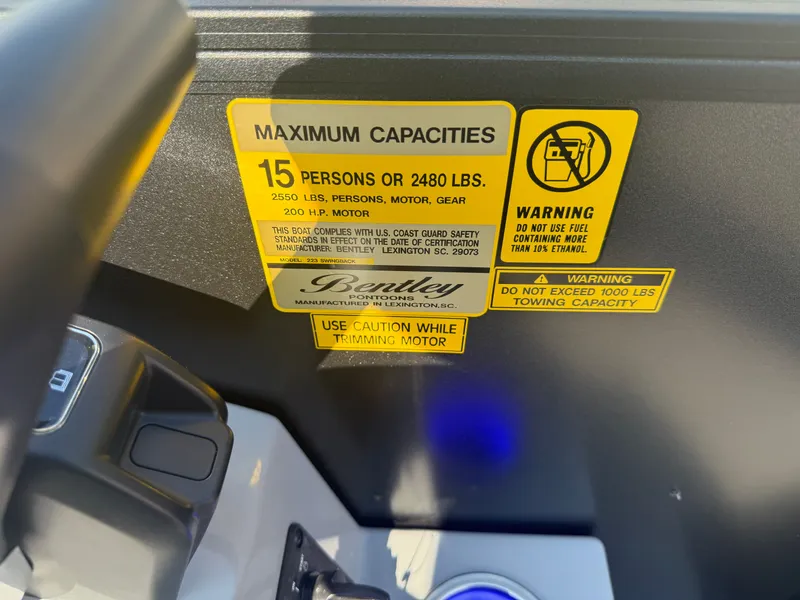 MAXIMUM CAPACITIES
15 PERSONS OR 2480 LBS.
2550 LBS, PERSONS, MOTOR, GEAR
200 H.P. MOTOR
THIS BOAT COMPLIES WITH U.S. COAST GUARD SAFETY
STANDARDS IN EFFECT ON THE DATE OF CERTIFICATION
MANUFACTURER: BENTLEY LEXINGTON SC. 29073
MODEL: 223 SWINGBACK
Bentley
PONTOONS
MANUFACTURED IN LEXINGTON, SC.
USE CAUTION WHILE
TRIMMING MOTOR
WARNING
DO NOT USE FUEL
CONTAINING MORE
THAN 10% ETHANOL.
WARNING
DO NOT EXCEED 1000 LBS
TOWING CAPACITY